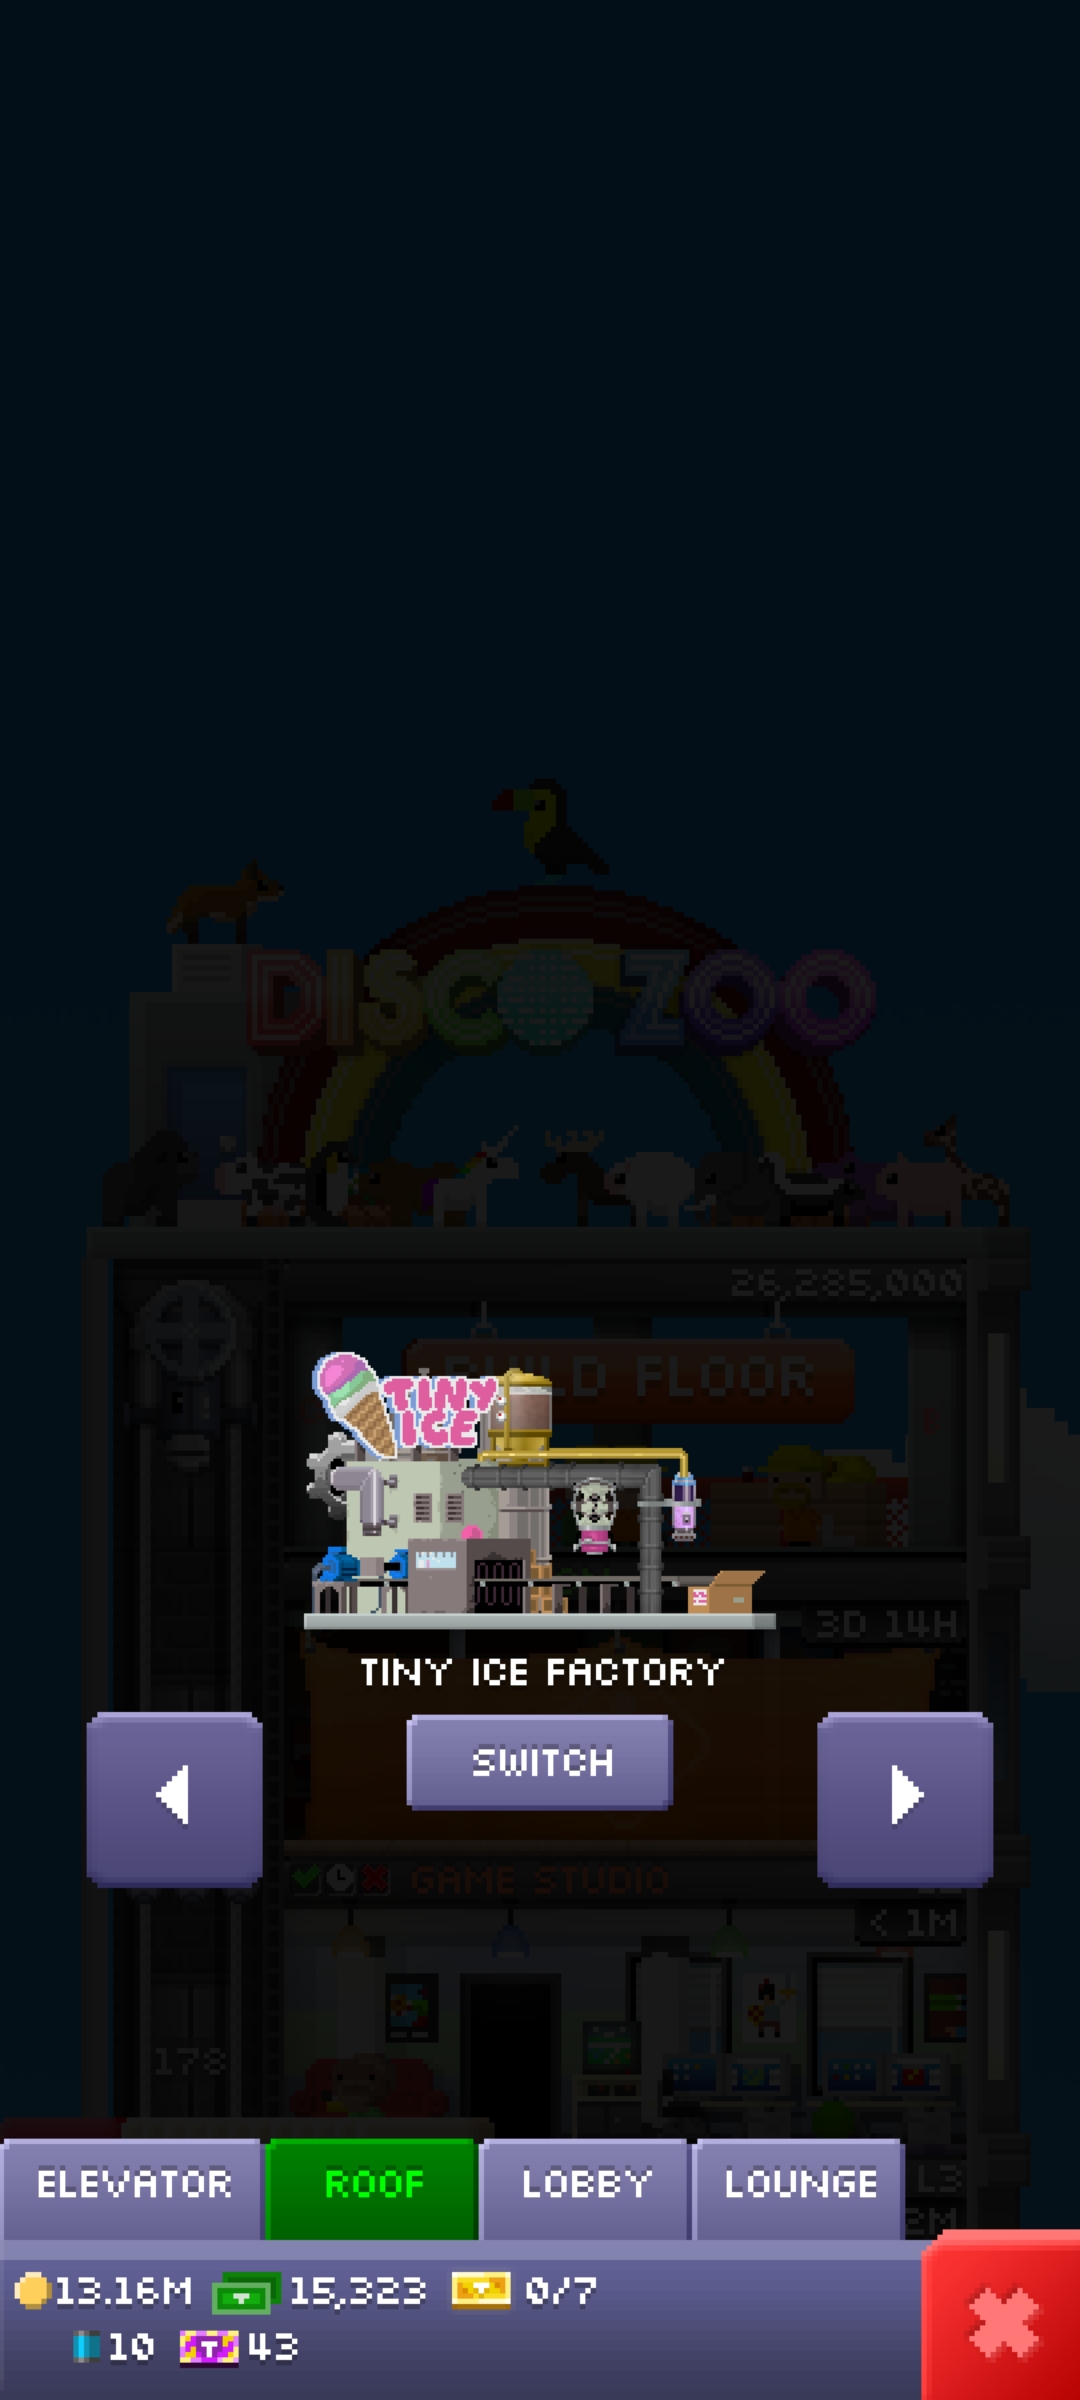 DISCO ZOO
26,285,000
BUILD FLOOR
TINY
ICE
3D 14H
TINY ICE FACTORY
SWITCH
GAME STUDIO
< 1M
178
ELEVATOR ROOF LOBBY LOUNGE
L3
2M
13.16M 15,323 0/7
10 43